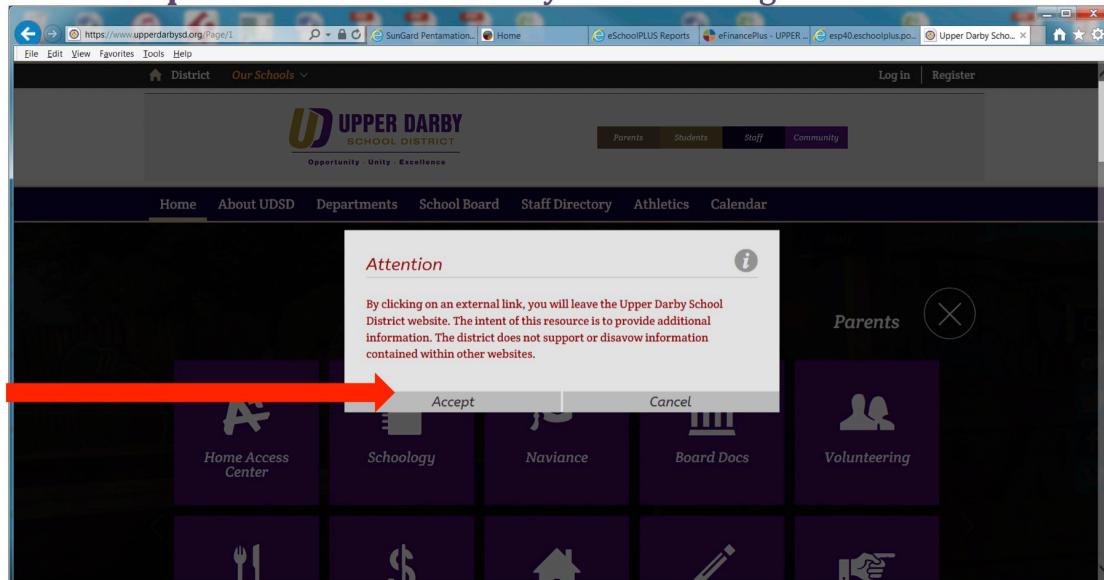 https://www.upperdarbysd.org/Page/1
SunGard Pentamation...
Home
eSchoolPLUS Reports
eFinancePlus - UPPER ...
esp40.eschoolplus.po...
Upper Darby Scho...
File Edit View Favorites Tools Help
District Our Schools Log in Register
UD UPPER DARBY
SCHOOL DISTRICT
Opportunity · Unity · Excellence
Parents Students Staff Community
Home About UDSD Departments School Board Staff Directory Athletics Calendar
Attention
By clicking on an external link, you will leave the Upper Darby School
District website. The intent of this resource is to provide additional
information. The district does not support or disavow information
contained within other websites.
Accept Cancel
Parents
A+
Home Access
Center
Schoology
Naviance
Board Docs
Volunteering
$